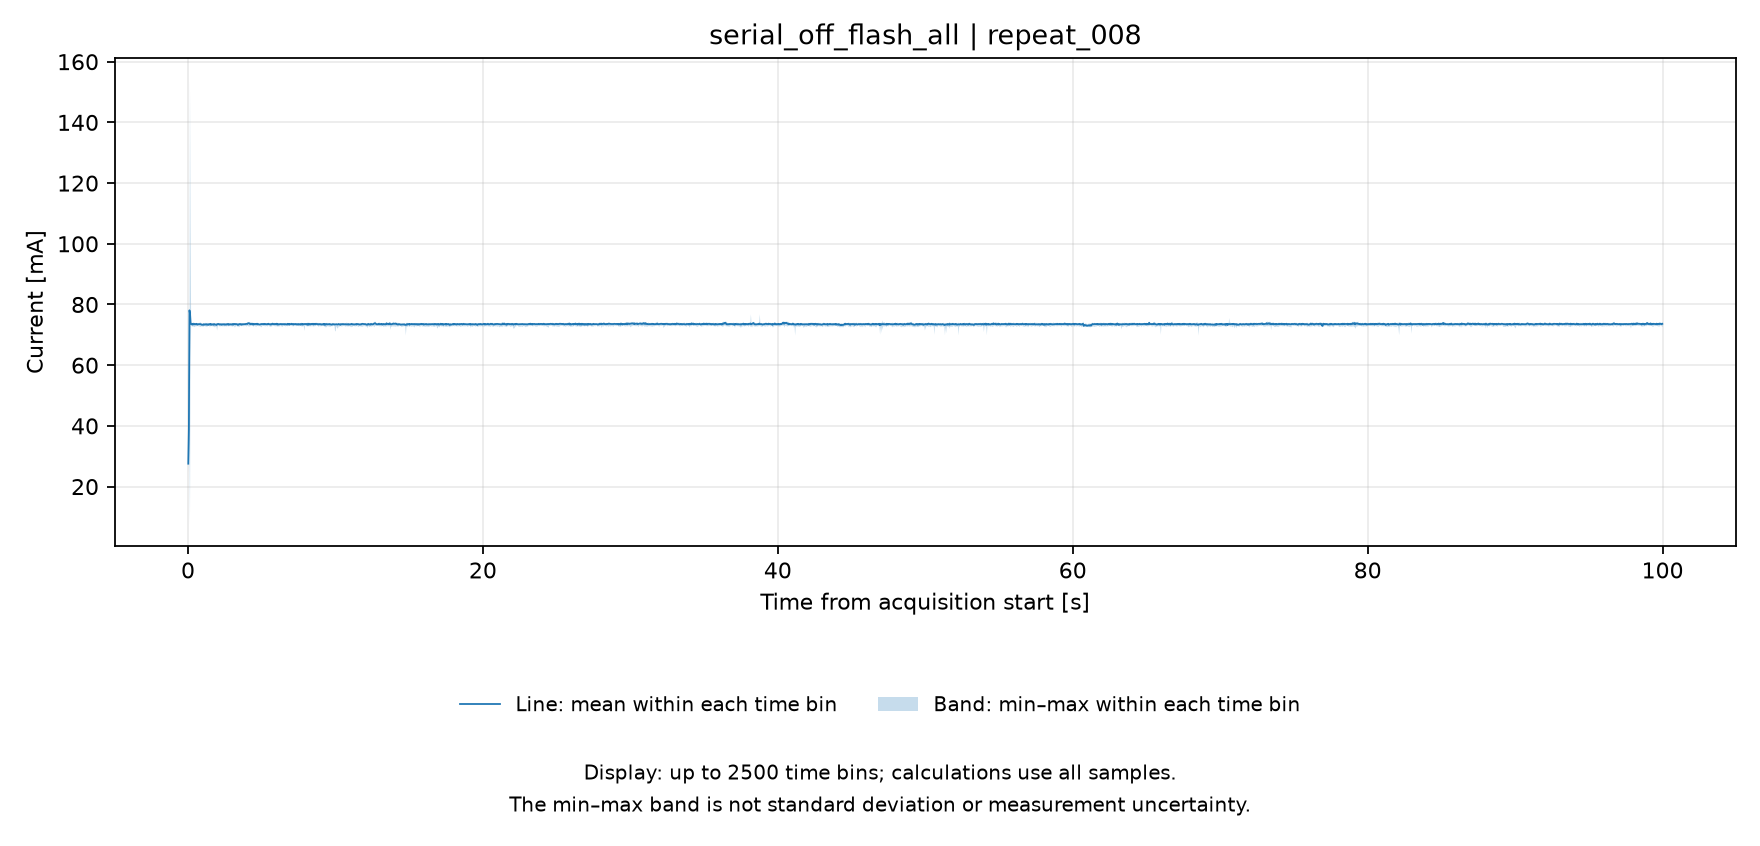 serial_off_flash_all | repeat_008
160
140
120
100
80
60
40
20
Current [mA]
0 20 40 60 80 100
Time from acquisition start [s]
Line: mean within each time bin Band: min–max within each time bin
Display: up to 2500 time bins; calculations use all samples.
The min–max band is not standard deviation or measurement uncertainty.